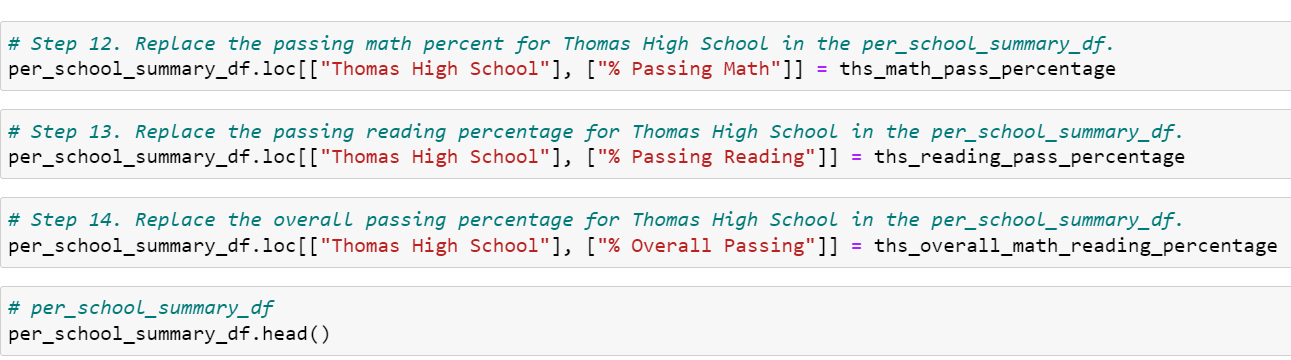 # Step 12. Replace the passing math percent for Thomas High School in the per_school_summary_df.
per_school_summary_df.loc[["Thomas High School"], ["% Passing Math"]] = ths_math_pass_percentage
# Step 13. Replace the passing reading percentage for Thomas High School in the per_school_summary_df.
per_school_summary_df.loc[["Thomas High School"], ["% Passing Reading"]] = ths_reading_pass_percentage
# Step 14. Replace the overall passing percentage for Thomas High School in the per_school_summary_df.
per_school_summary_df.loc[["Thomas High School"], ["% Overall Passing"]] = ths_overall_math_reading_percentage
# per_school_summary_df
per_school_summary_df.head()